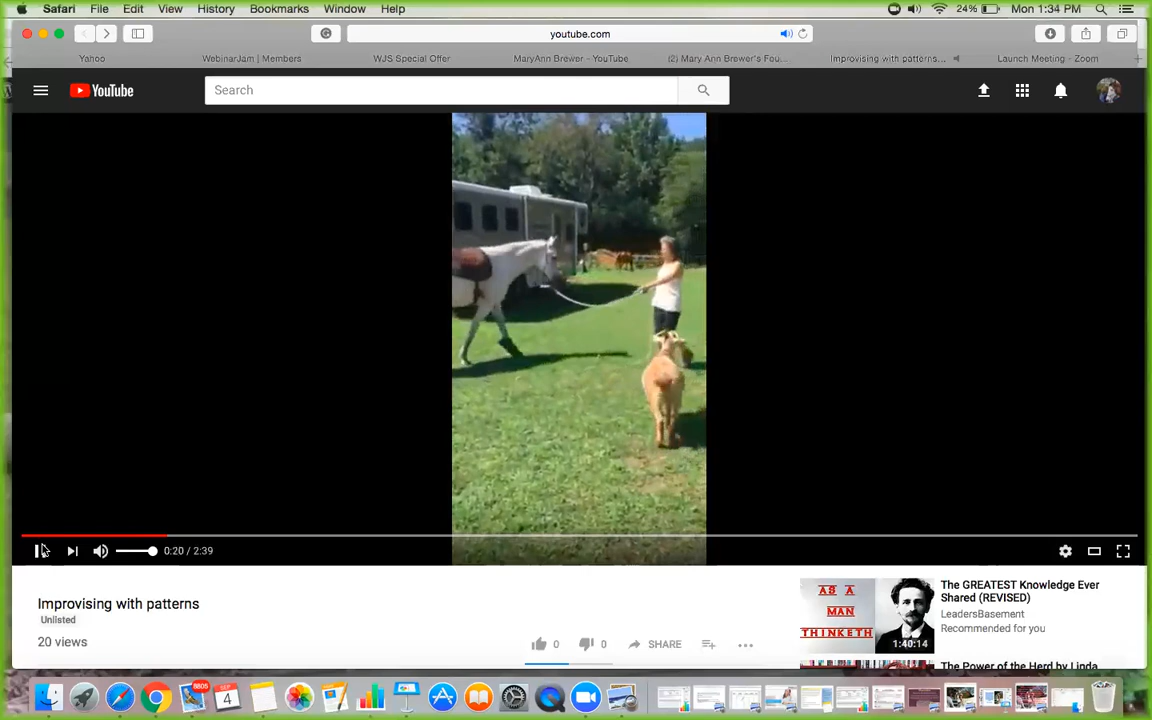 Safari File Edit View History Bookmarks Window Help 24% Mon 1:34 PM
youtube.com
Yahoo WebinarJam | Members WJS Special Offer MaryAnn Brewer - YouTube (2) Mary Ann Brewer's Fou... Improvising with patterns... Launch Meeting - Zoom
YouTube Search
0:20 / 2:39
Improvising with patterns
Unlisted
20 views
0 0 SHARE
AS A
MAN
THINKETH
1:40:14
The GREATEST Knowledge Ever
Shared (REVISED)
LeadersBasement
Recommended for you
The Power of the Herd by Linda
6805
SEP
4